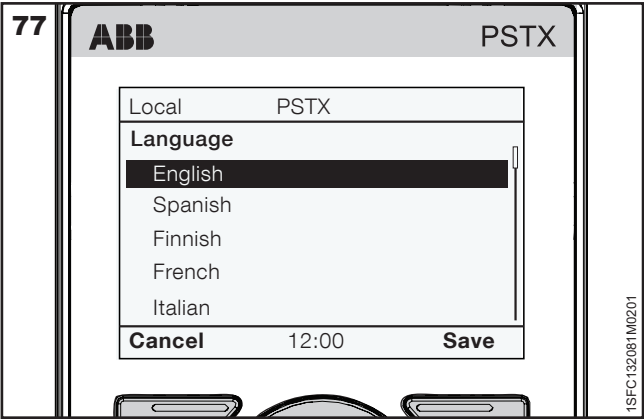 77
ABB PSTX
Local PSTX
Language
English
Spanish
Finnish
French
Italian
Cancel 12:00 Save
1SFC132081M0201